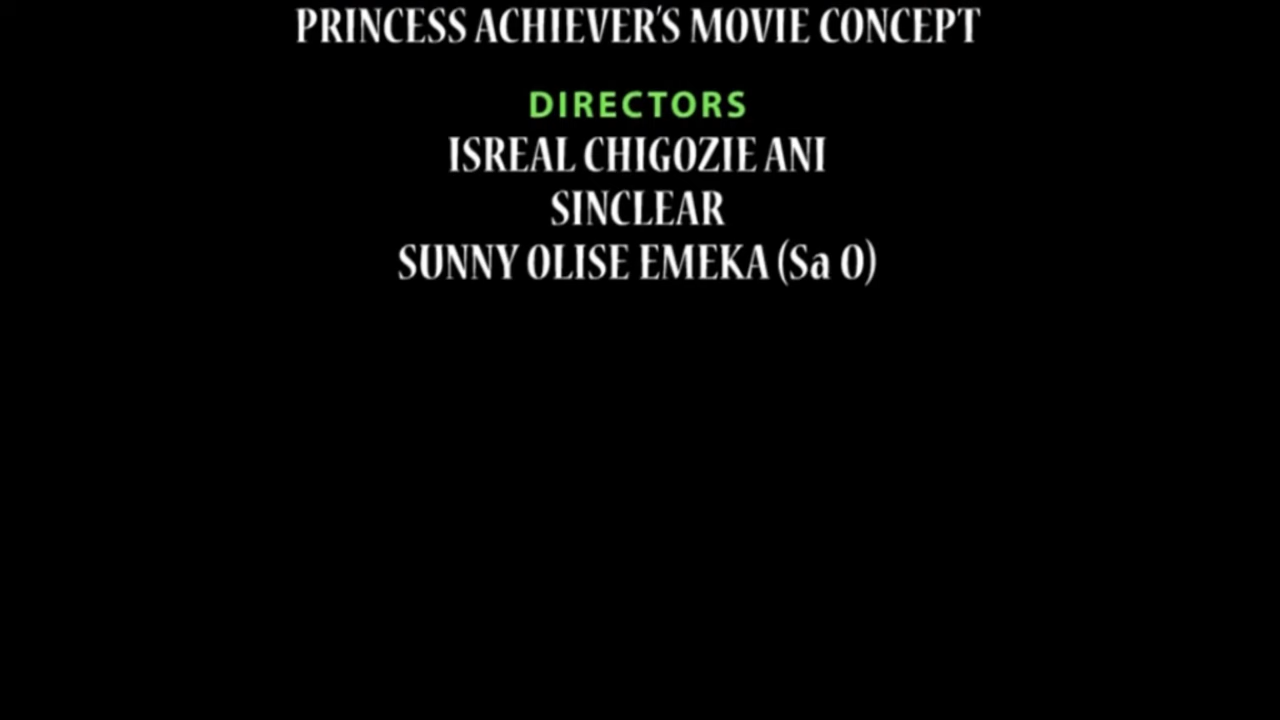 PRINCESS ACHIEVER'S MOVIE CONCEPT
DIRECTORS
ISREAL CHIGOZIE ANI
SINCLEAR
SUNNY OLISE EMEKA (Sa O)